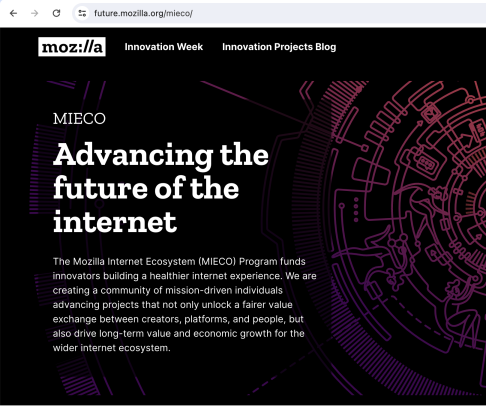 future.mozilla.org/mieco/
moz://a Innovation Week Innovation Projects Blog
MIECO
Advancing the
future of the
internet
The Mozilla Internet Ecosystem (MIECO) Program funds
innovators building a healthier internet experience. We are
creating a community of mission-driven individuals
advancing projects that not only unlock a fairer value
exchange between creators, platforms, and people, but
also drive long-term value and economic growth for the
wider internet ecosystem.